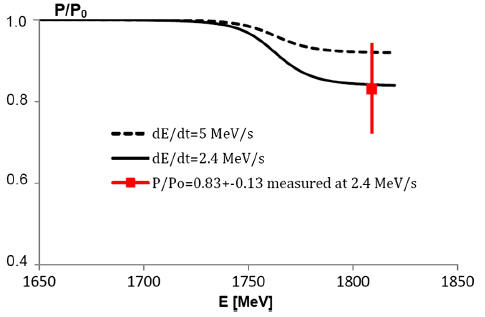 P/P0
1.0
0.8
dE/dt=5 MeV/s
dE/dt=2.4 MeV/s
P/Po=0.83+-0.13 measured at 2.4 MeV/s
0.6
0.4
1650 1700 1750 1800 1850
E [MeV]